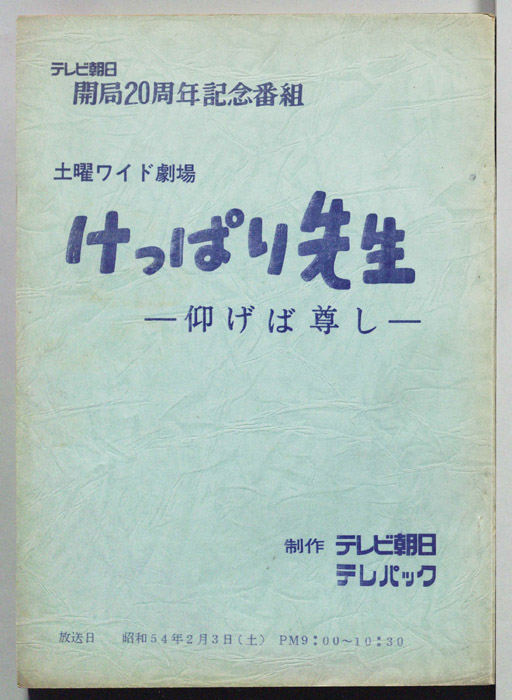 テレビ朝日
開局20周年記念番組
土曜ワイド劇場
けっぱり先生
―仰げば尊し―
制作 テレビ朝日
テレパック
放送日 昭和54年2月3日(土) PM9:00〜10:30